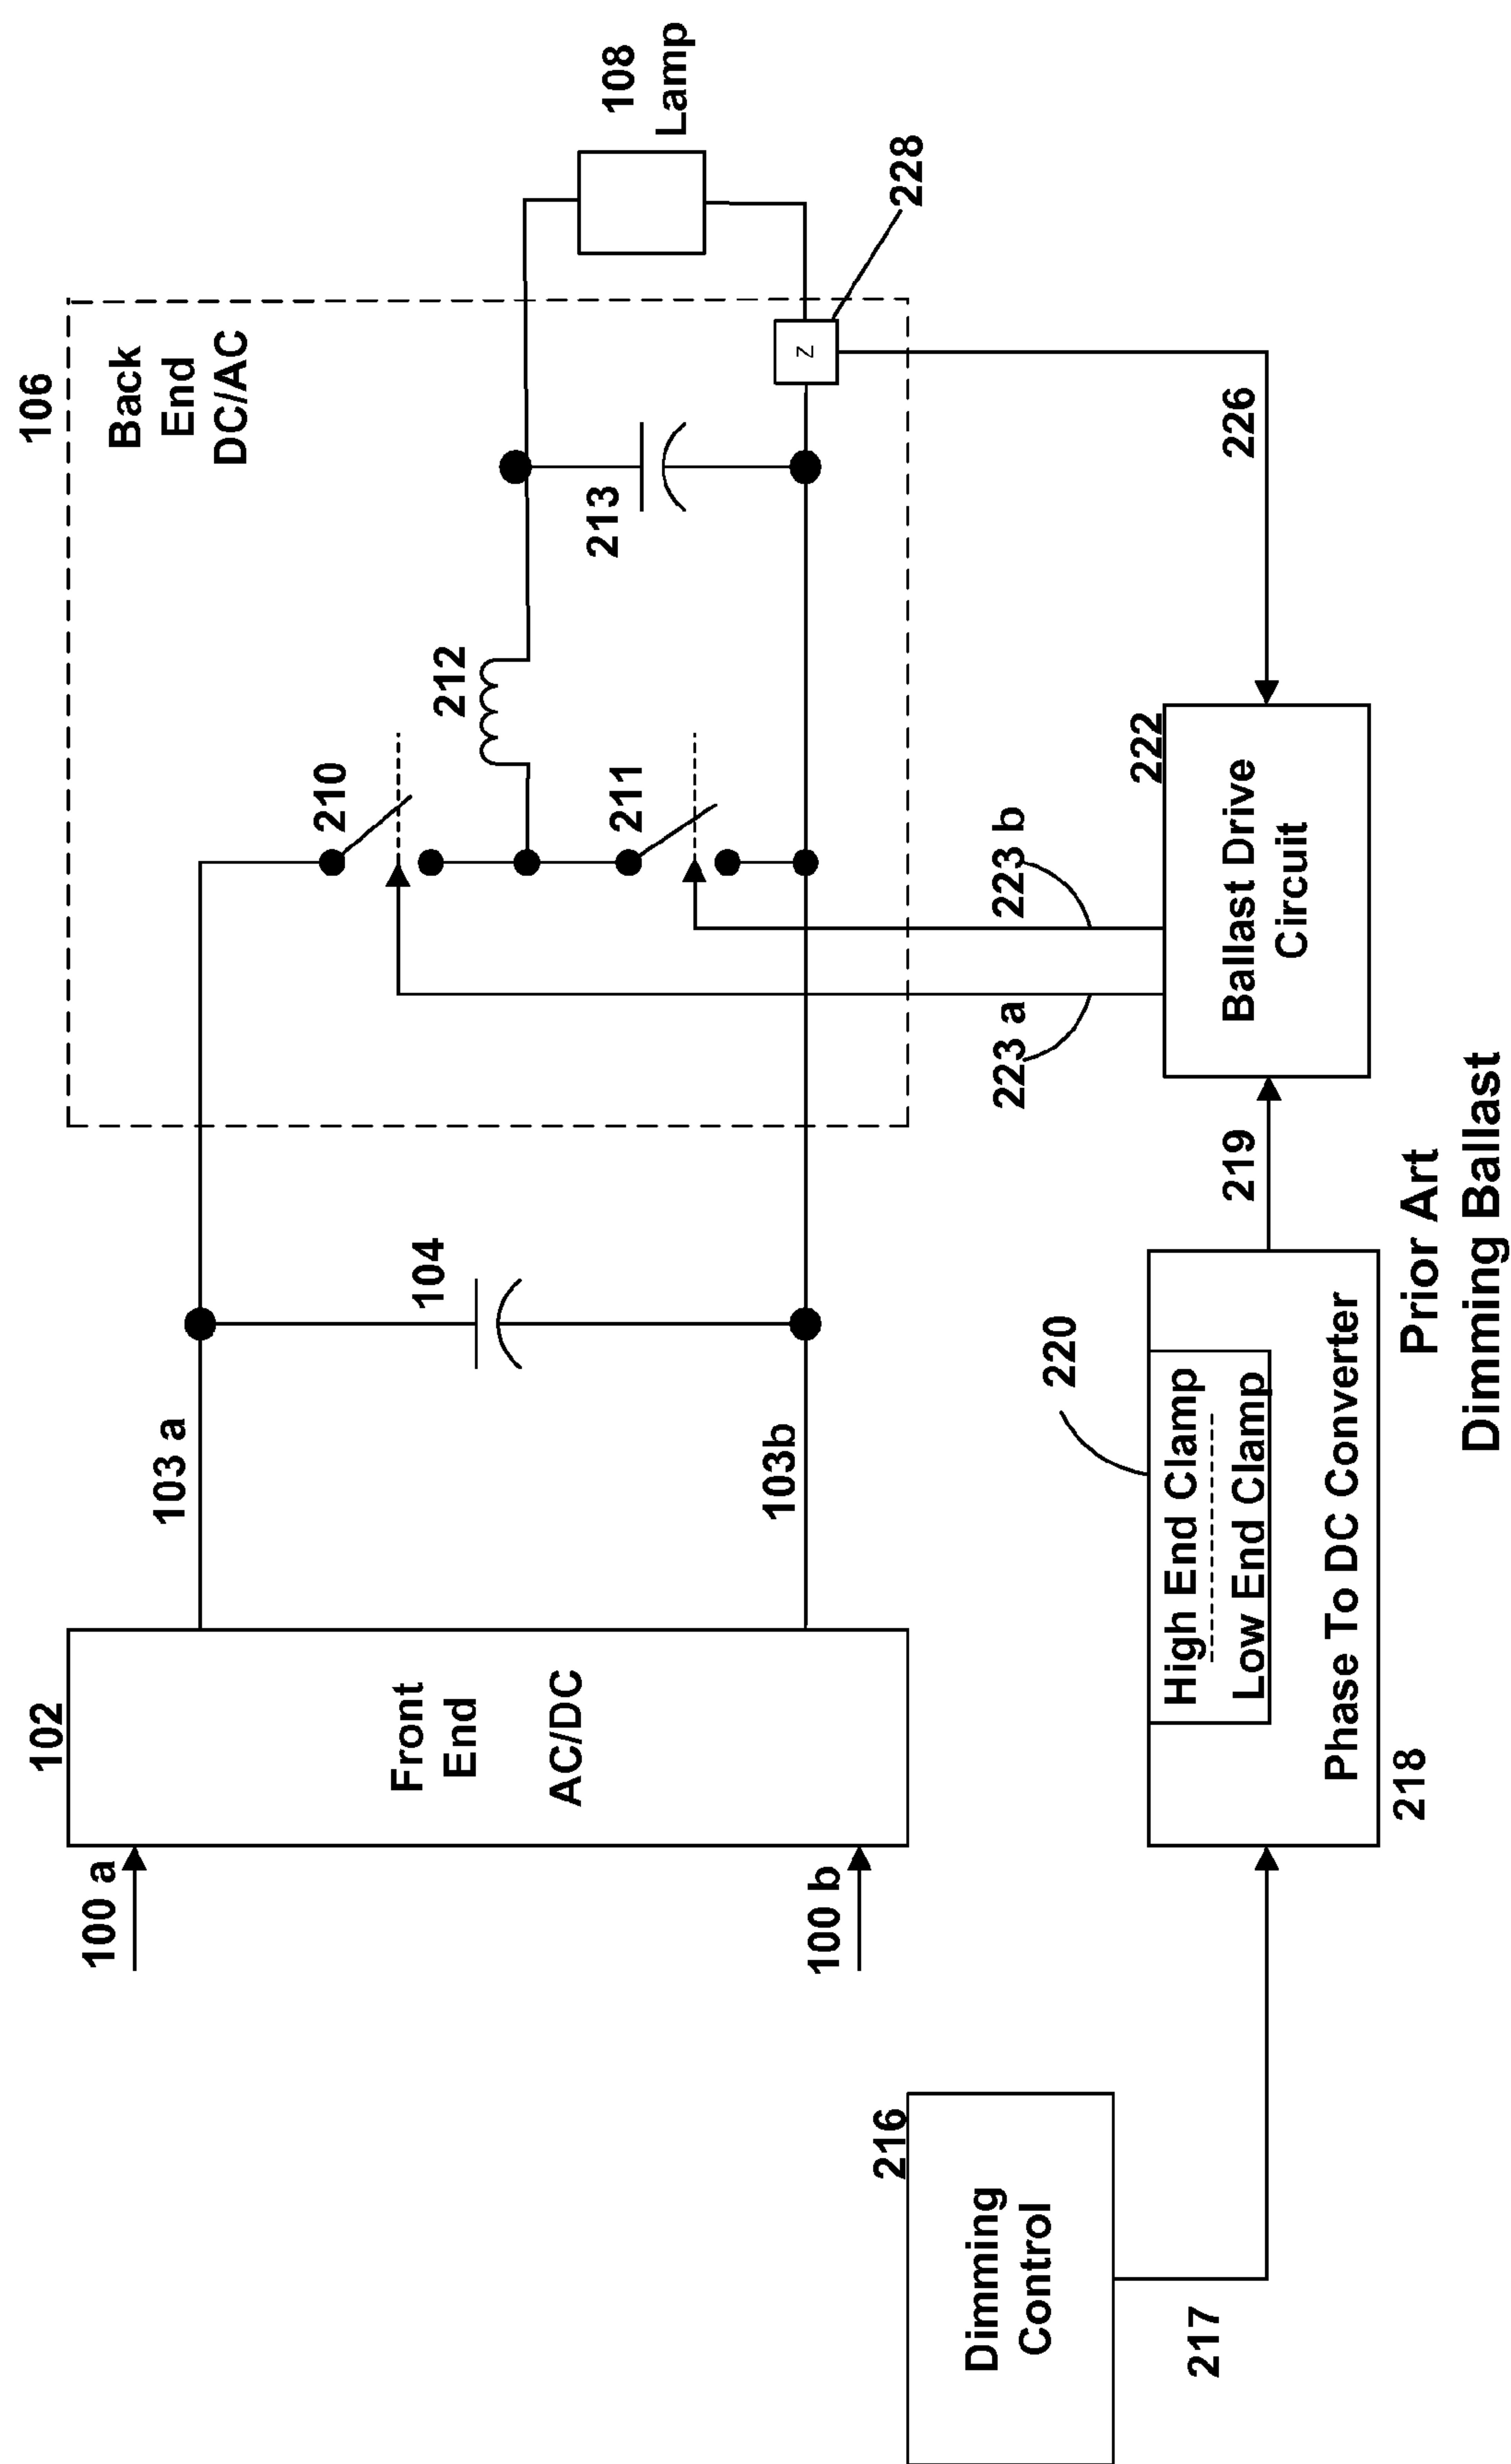 106
Back
End
DC/AC
108
Lamp
102
Front
End
AC/DC
100 a
100 b
103 a
103b
104
210
211
212
213
z
228
226
223 a
223 b
222
Ballast Drive
Circuit
219
220
High End Clamp
Low End Clamp
Phase To DC Converter
218
216
Dimming
Control
217
Prior Art
Dimming Ballast